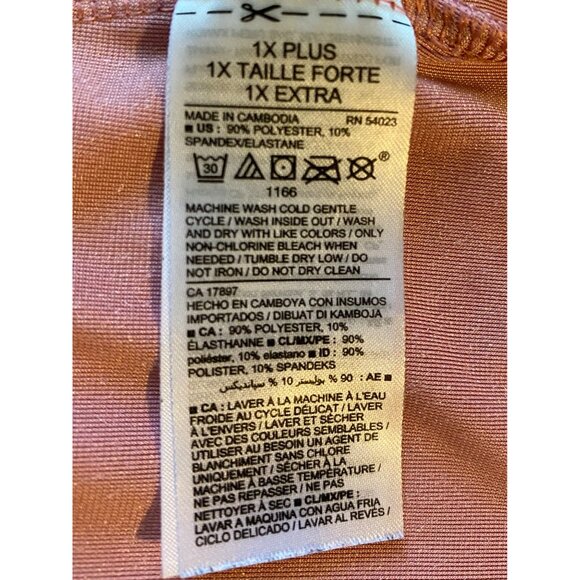 1X PLUS
1X TAILLE FORTE
1X EXTRA
MADE IN CAMBODIA RN 54023
■ US : 90% POLYESTER, 10%
SPANDEX/ELASTANE
30 ®
1166
MACHINE WASH COLD GENTLE
CYCLE / WASH INSIDE OUT / WASH
AND DRY WITH LIKE COLORS / ONLY
NON-CHLORINE BLEACH WHEN
NEEDED / TUMBLE DRY LOW / DO
NOT IRON / DO NOT DRY CLEAN
CA 17897
HECHO EN CAMBOYA CON INSUMOS
IMPORTADOS / DIBUAT DI KAMBOJA
■ CA : 90% POLYESTER, 10%
ÉLASTHANNE ■ CL/MX/PE : 90%
poliéster, 10% elastano ■ ID : 90%
POLISTER, 10% SPANDEKS
■ AE : 90 % بوليستر 10 % سباندكس
■ CA : LAVER À LA MACHINE À L'EAU
FROIDE AU CYCLE DÉLICAT / LAVER
À L'ENVERS / LAVER ET SÉCHER
AVEC DES COULEURS SEMBLABLES /
UTILISER AU BESOIN UN AGENT DE
BLANCHIMENT SANS CHLORE
UNIQUEMENT / SÉCHER À LA
MACHINE À BASSE TEMPÉRATURE /
NE PAS REPASSER / NE PAS
NETTOYER À SEC ■ CL/MX/PE :
LAVAR A MAQUINA CON AGUA FRIA
CICLO DELICADO / LAVAR AL REVES /